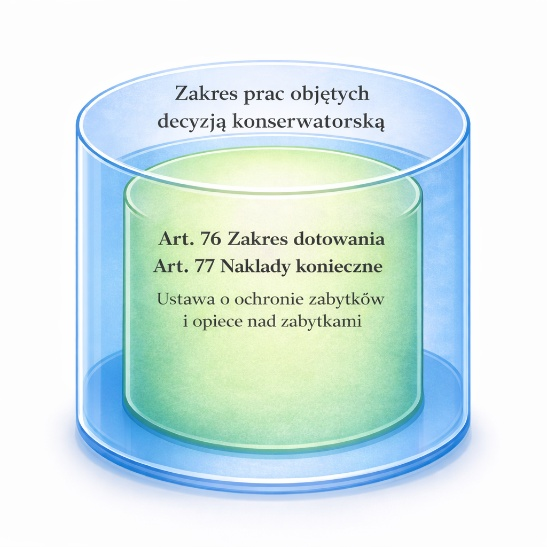 Zakres prac objętych
decyzją konserwatorską
Art. 76 Zakres dotowania
Art. 77 Naklady konieczne
Ustawa o ochronie zabytków
i opiece nad zabytkami